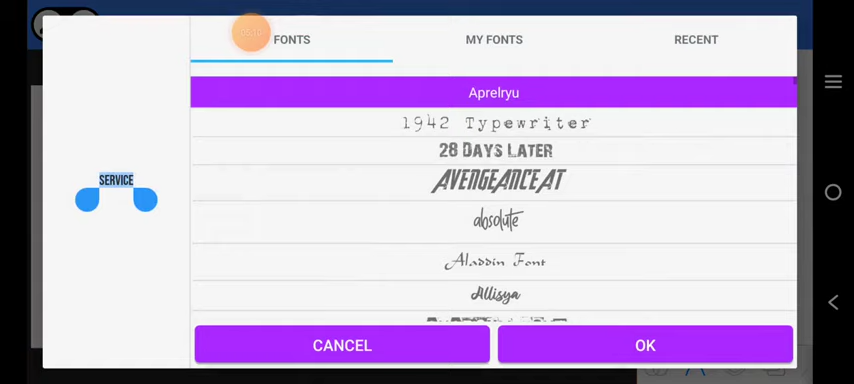 FONTS
MY FONTS
RECENT
Aprelryu
1942 Typewriter
28 DAYS LATER
AVENGEANCE AT
absolute
Aladdin Font
Allisya
SERVICE
CANCEL
OK